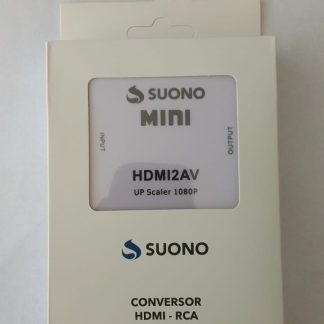 SUONO
MINI
INPUT
OUTPUT
HDMI2AV
UP Scaler 1080P
SUONO
CONVERSOR
HDMI - RCA